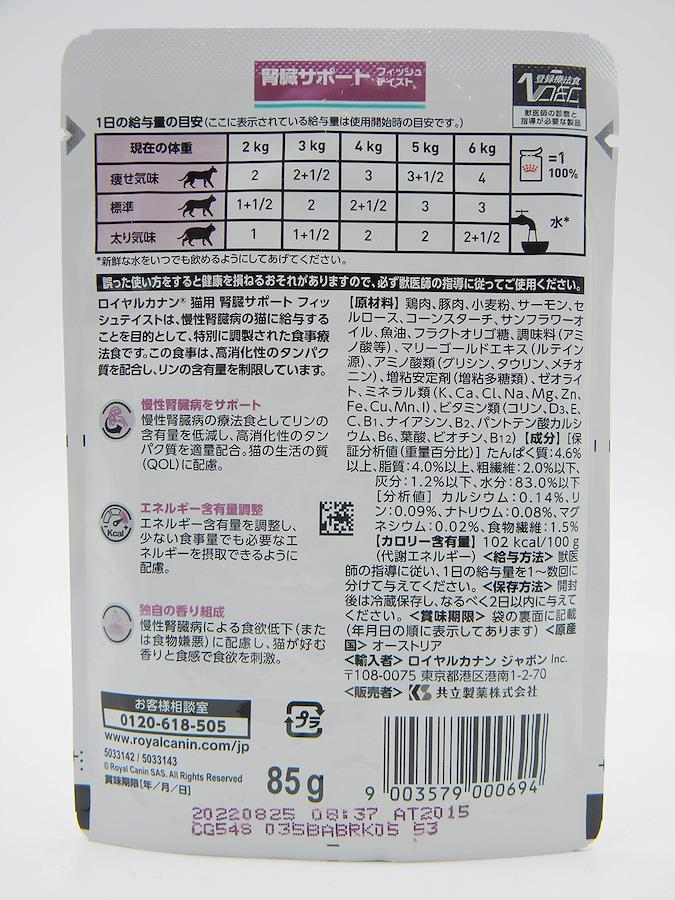 腎臓サポート フィッシュ
テイスト
登録療法食
VDEC
獣医師の診察と
指導が必要な製品
1日の給与量の目安(ここに表示されている給与量は使用開始時の目安です。)
現在の体重 2 kg 3 kg 4 kg 5 kg 6 kg
=1
100%
痩せ気味 2 2+1/2 3 3+1/2 4
標準 1+1/2 2 2+1/2 3 3
水*
太り気味 1 1+1/2 2 2 2+1/2
*新鮮な水をいつでも飲めるようにしてあげてください。
誤った使い方をすると健康を損ねるおそれがありますので、必ず獣医師の指導に従ってご使用ください。
ロイヤルカナン® 猫用 腎臓サポート フィッ
シュテイストは、慢性腎臓病の猫に給与する
ことを目的として、特別に調製された食事療
法食です。この食事は、高消化性のタンパク
質を配合し、リンの含有量を制限しています。
慢性腎臓病をサポート
慢性腎臓病の療法食としてリンの
含有量を低減し、高消化性のタン
パク質を適量配合。猫の生活の質
(QOL)に配慮。
エネルギー含有量調整
Kcal
エネルギー含有量を調整し、
少ない食事量でも必要なエ
ネルギーを摂取できるように
配慮。
独自の香り組成
慢性腎臓病による食欲低下(また
は食物嫌悪)に配慮し、猫が好む
香りと食感で食欲を刺激。
【原材料】鶏肉、豚肉、小麦粉、サーモン、セ
ルロース、コーンスターチ、サンフラワーオ
イル、魚油、フラクトオリゴ糖、調味料(アミ
ノ酸等)、マリーゴールドエキス(ルテイン
源)、アミノ酸類(グリシン、タウリン、メチオ
ニン)、増粘安定剤(増粘多糖類)、ゼオライ
ト、ミネラル類(K、Ca、Cl、Na、Mg、Zn、
Fe、Cu、Mn、I)、ビタミン類(コリン、D3、E、
C、B1、ナイアシン、B2、パントテン酸カルシ
ウム、B6、葉酸、ビオチン、B12)【成分】[保
証分析値(重量百分比)] たんぱく質:4.6%
以上、脂質:4.0%以上、粗繊維:2.0%以下、
灰分:1.2%以下、水分:83.0%以下
[分析値] カルシウム:0.14%、リ
ン:0.09%、ナトリウム:0.08%、マグ
ネシウム:0.02%、食物繊維:1.5%
【カロリー含有量】102 kcal/100 g
(代謝エネルギー)<給与方法>獣医
師の指導に従い、1日の給与量を1〜数回に
分けて与えてください。<保存方法>開封
後は冷蔵保存し、なるべく2日以内に与えて
ください。<賞味期限>袋の裏面に記載
(年月日の順に表示してあります)<原産
国>オーストリア
<輸入者>ロイヤルカナン ジャポン Inc.
〒108-0075 東京都港区港南1-2-70
<販売者> KS 共立製薬株式会社
お客様相談室
0120-618-505
www.royalcanin.com/jp
5033142 / 5033143
© Royal Canin SAS. All Rights Reserved
賞味期限[年/月/日]
プラ
85 g
9 003579 000694
20220825 08:37 AT2015
CG548 035BABRK05 53